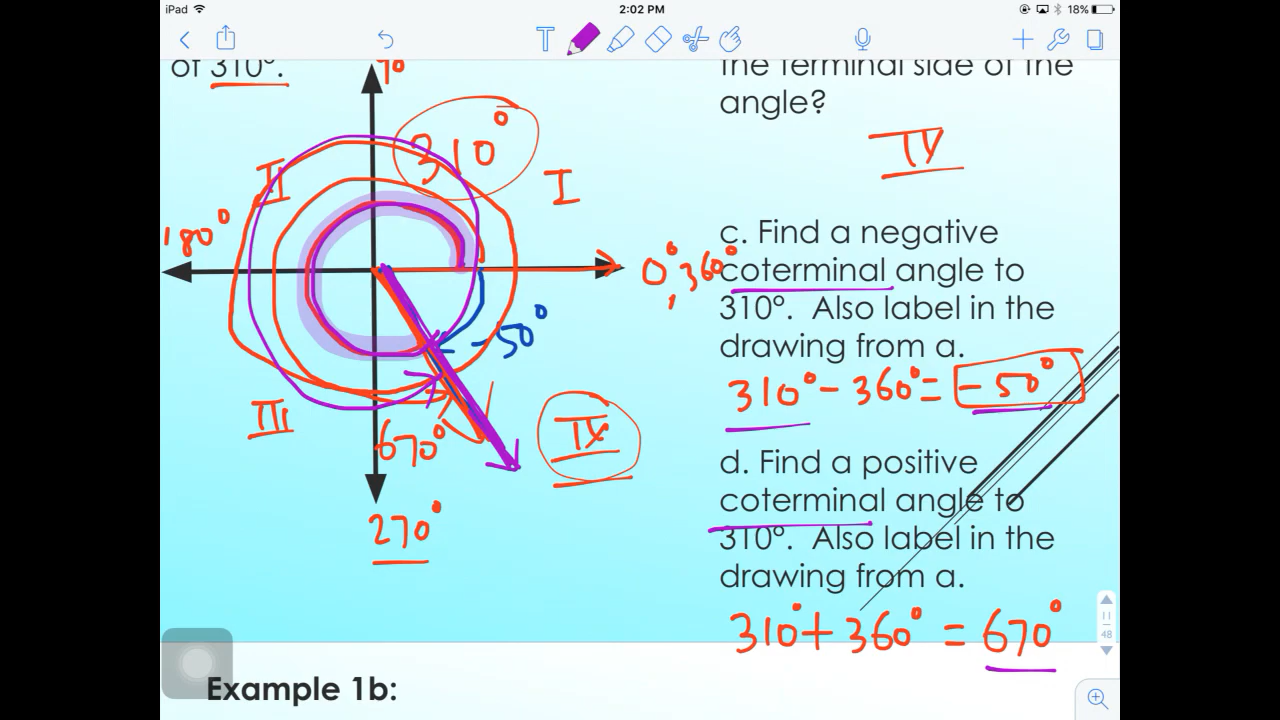 iPad
2:02 PM
18%
of 310°.
90
310°
II
I
180°
0°, 360°
-50°
III
670°
IV
270°
the terminal side of the
angle?
IV
c. Find a negative
coterminal angle to
310°. Also label in the
drawing from a.
310° - 360° = -50°
d. Find a positive
coterminal angle to
310°. Also label in the
drawing from a.
310° + 360° = 670°
11
48
Example 1b: